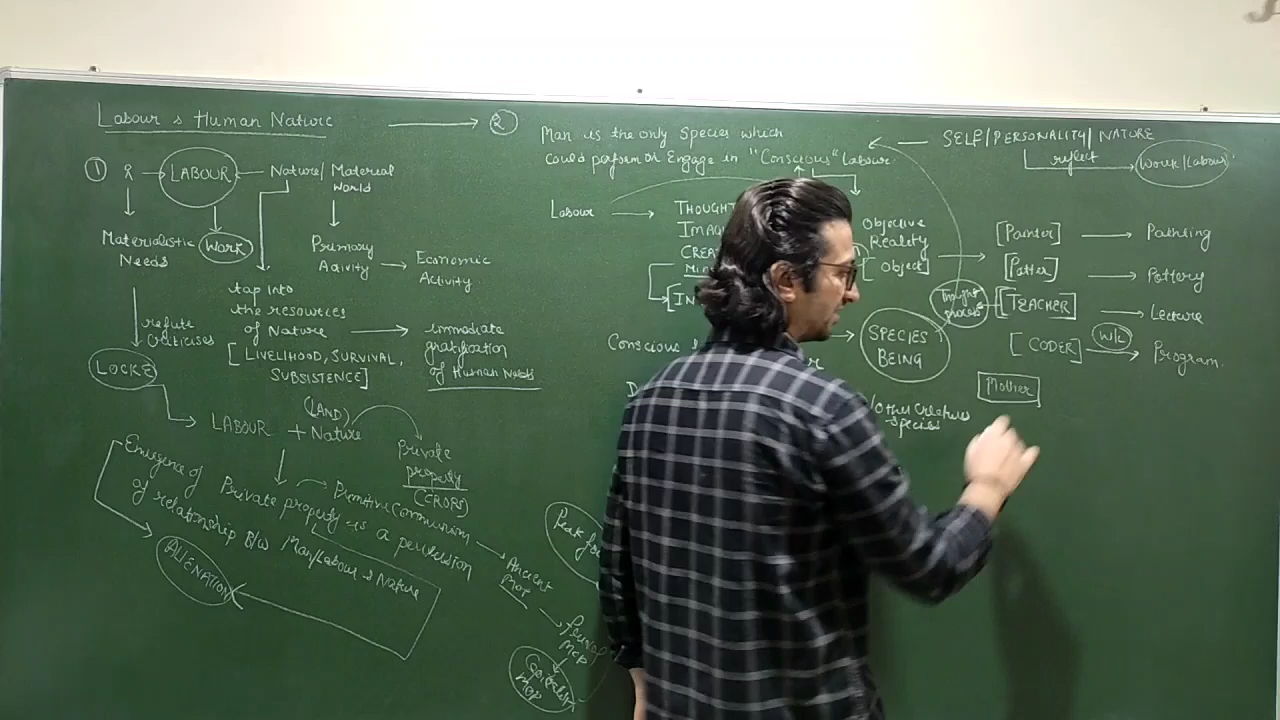 Labour & Human Nature
①
LABOUR
Nature/Material
World
Materialistic
Needs
Work
Primary
Activity
Economic
Activity
tap into
the resources
of Nature
[LIVELIHOOD, SURVIVAL,
SUBSISTENCE]
immediate
gratification
of Human Needs
refute
criticises
LOCKE
LABOUR + Nature
(LAND)
Private
property
(CROPS)
Emergence of Private property is a perversion
of relationship B/w Man/Labour & Nature
Primitive Communism
Ancient
MOP
MOP
Capitalist
MOP
ALIENATION
②
Man is the only Species which
could perform or Engage in "Conscious" Labour
SELF/PERSONALITY/NATURE
reflect
Work/Labour
Labour
Objective
Reality
[Object]
Conscious
SPECIES
BEING
Thought
process
/other creatures
species
Peak
[Painter]
Painting
[Potter]
Pottery
[TEACHER]
Lecture
[CODER]
W/L
Program.
Mother